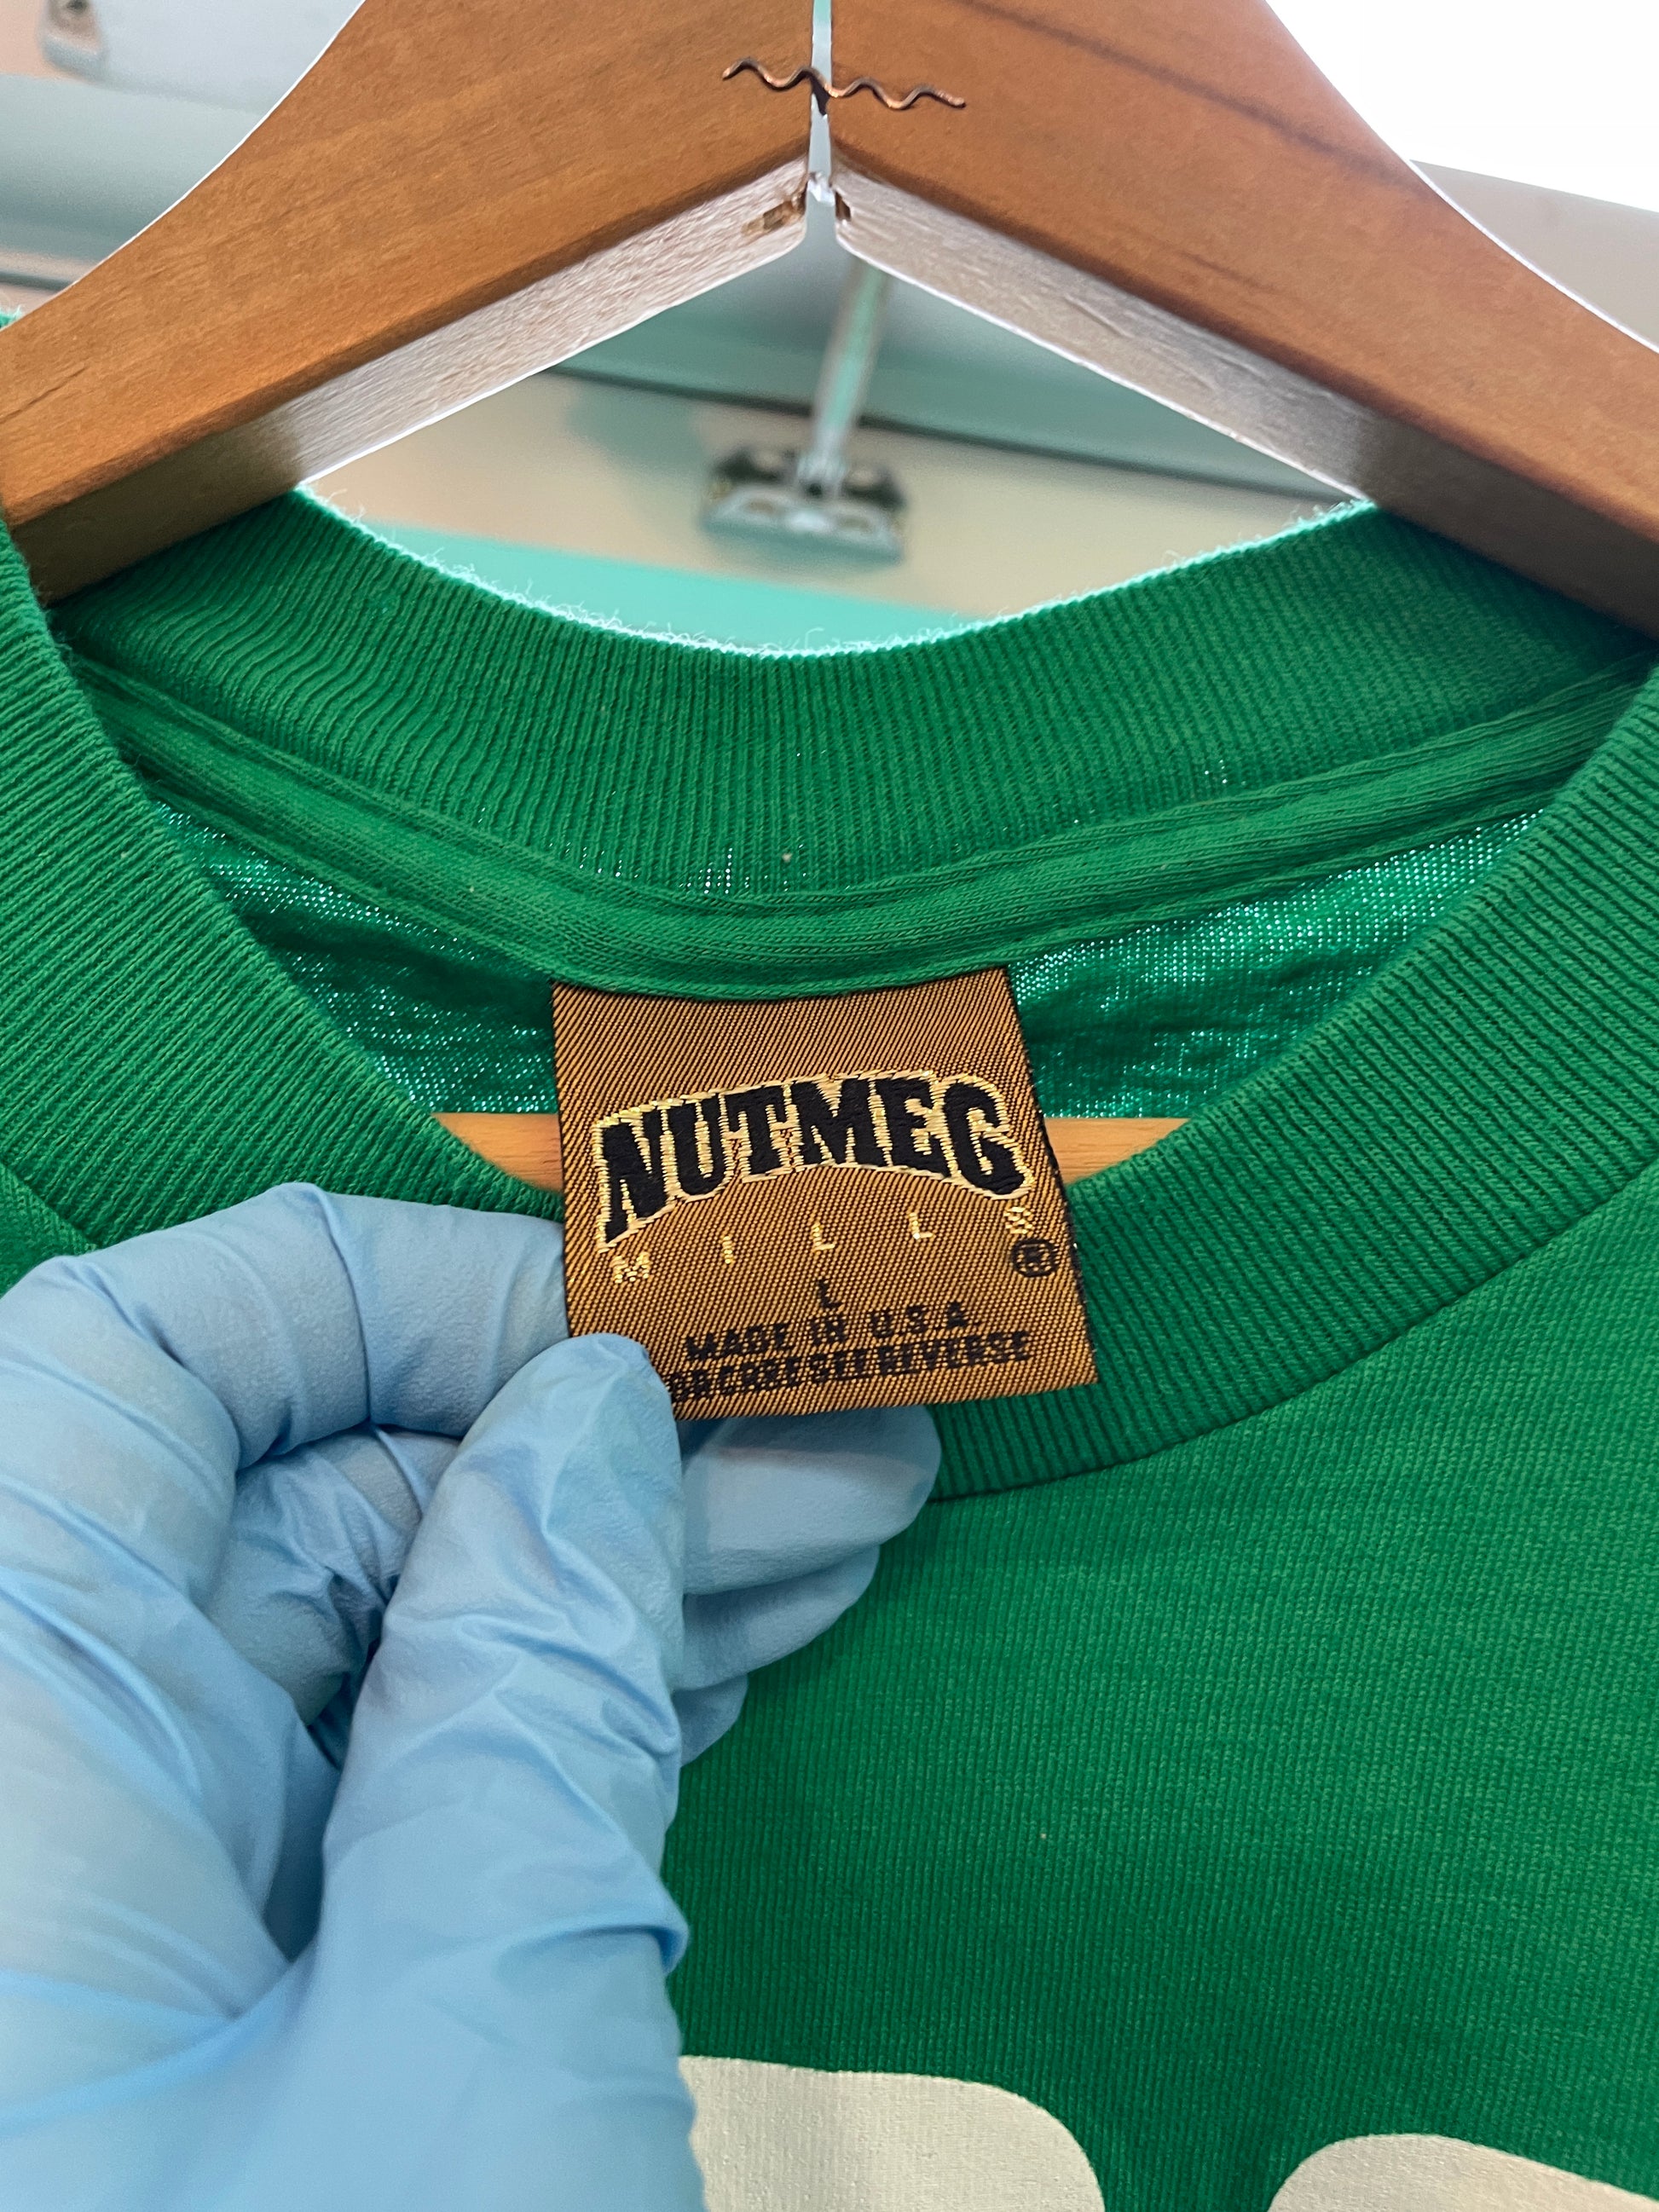 NUTMEG
MILLS
®
L
MADE IN U.S.A.
FOR CARE SEE REVERSE